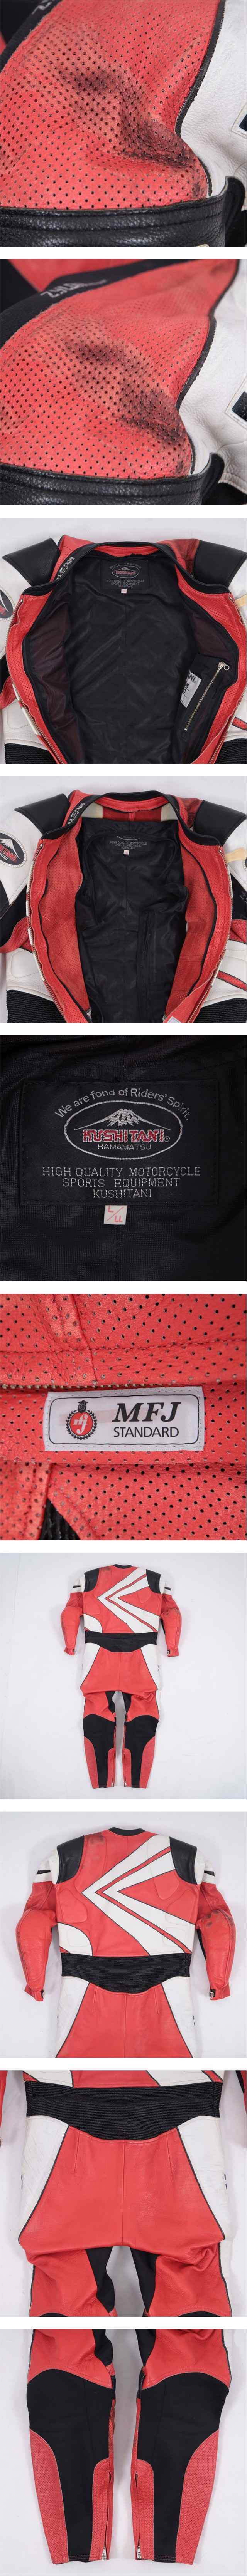 We are fond of Riders' Spirit.
KUSHITANI®
HAMAMATSU
HIGH QUALITY MOTORCYCLE
SPORTS EQUIPMENT
KUSHITANI
L/LL
MFJ
STANDARD